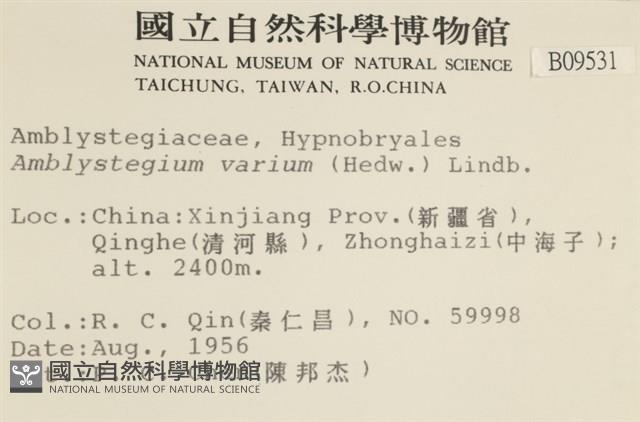 國立自然科學博物館
NATIONAL MUSEUM OF NATURAL SCIENCE
TAICHUNG, TAIWAN, R.O.CHINA
B09531
Amblystegiaceae, Hypnobryales
Amblystegium varium (Hedw.) Lindb.
Loc.:China:Xinjiang Prov.(新疆省),
Qinghe(清河縣), Zhonghaizi(中海子);
alt. 2400m.
Col.:R. C. Qin(秦仁昌), NO. 59998
Date:Aug., 1956
陳邦杰)
國立自然科學博物館
NATIONAL MUSEUM OF NATURAL SCIENCE